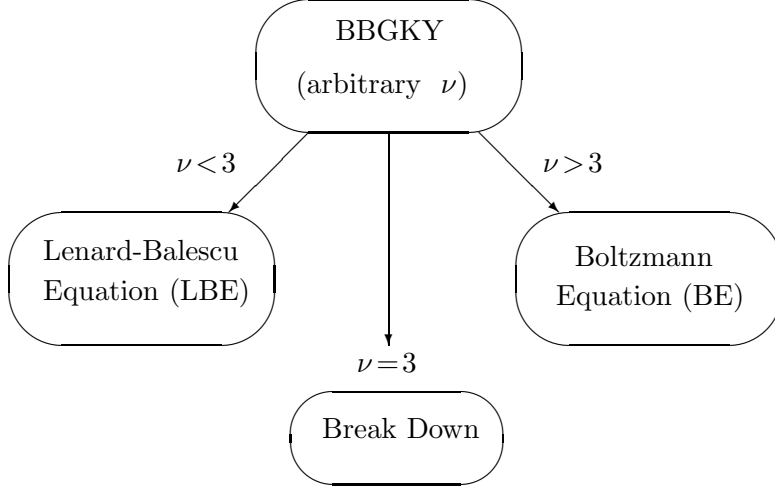 BBGKY
(arbitrary ν)
ν<3
ν>3
Lenard-Balescu
Equation (LBE)
Boltzmann
Equation (BE)
ν=3
Break Down